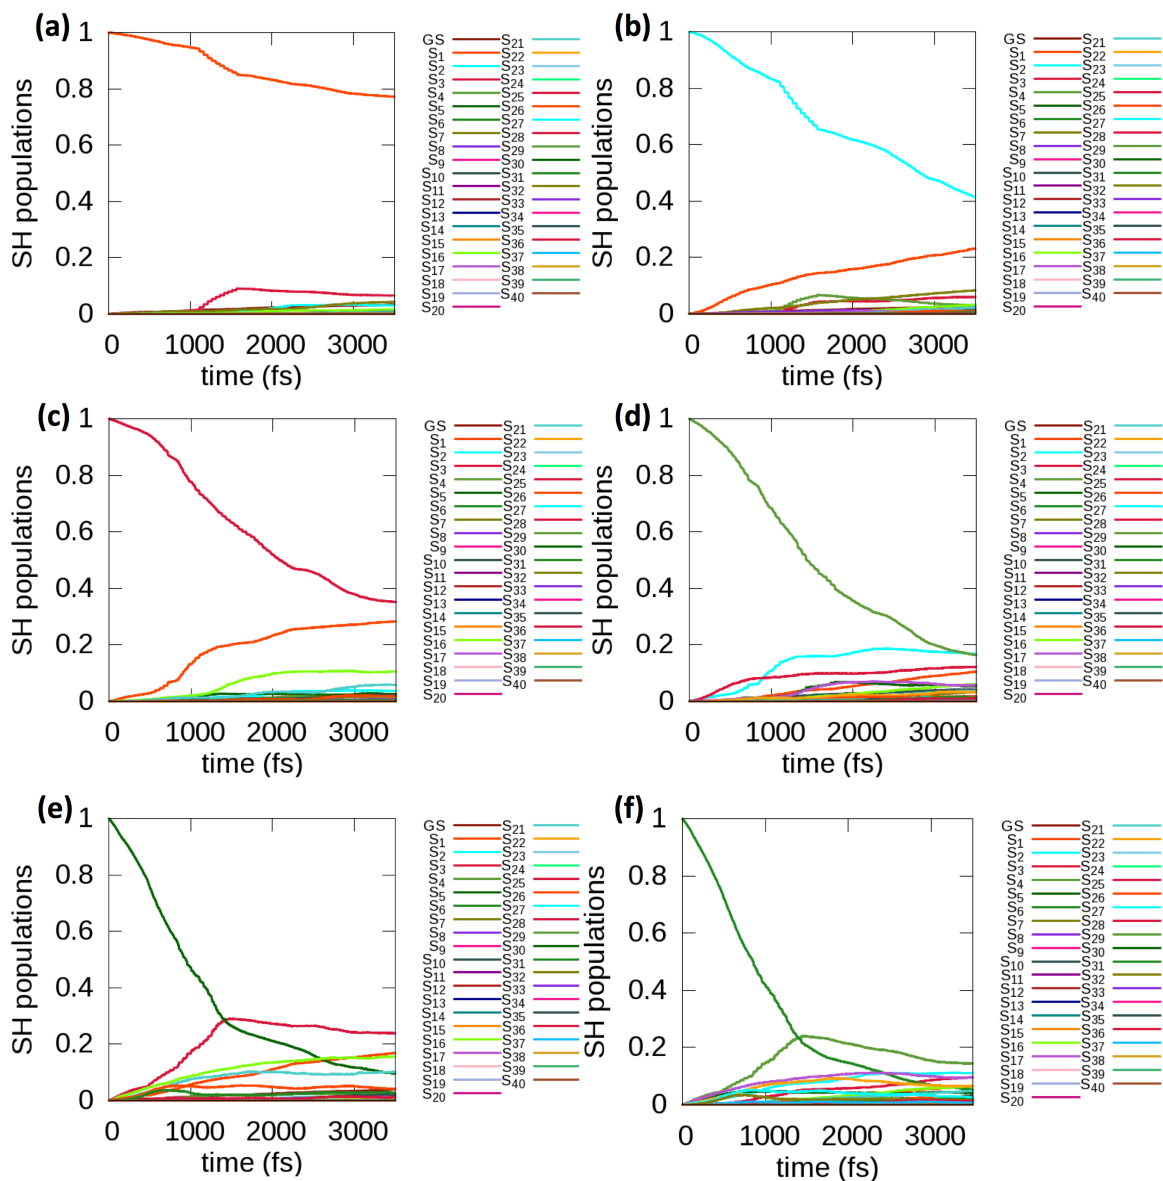 (a)
SH populations
1
0.8
0.6
0.4
0.2
0
0 1000 2000 3000
time (fs)
GS S21
S1 S22
S2 S23
S3 S24
S4 S25
S5 S26
S6 S27
S7 S28
S8 S29
S9 S30
S10 S31
S11 S32
S12 S33
S13 S34
S14 S35
S15 S36
S16 S37
S17 S38
S18 S39
S19 S40
S20
(b)
SH populations
1
0.8
0.6
0.4
0.2
0
0 1000 2000 3000
time (fs)
GS S21
S1 S22
S2 S23
S3 S24
S4 S25
S5 S26
S6 S27
S7 S28
S8 S29
S9 S30
S10 S31
S11 S32
S12 S33
S13 S34
S14 S35
S15 S36
S16 S37
S17 S38
S18 S39
S19 S40
S20
(c)
SH populations
1
0.8
0.6
0.4
0.2
0
0 1000 2000 3000
time (fs)
GS S21
S1 S22
S2 S23
S3 S24
S4 S25
S5 S26
S6 S27
S7 S28
S8 S29
S9 S30
S10 S31
S11 S32
S12 S33
S13 S34
S14 S35
S15 S36
S16 S37
S17 S38
S18 S39
S19 S40
S20
(d)
SH populations
1
0.8
0.6
0.4
0.2
0
0 1000 2000 3000
time (fs)
GS S21
S1 S22
S2 S23
S3 S24
S4 S25
S5 S26
S6 S27
S7 S28
S8 S29
S9 S30
S10 S31
S11 S32
S12 S33
S13 S34
S14 S35
S15 S36
S16 S37
S17 S38
S18 S39
S19 S40
S20
(e)
SH populations
1
0.8
0.6
0.4
0.2
0
0 1000 2000 3000
time (fs)
GS S21
S1 S22
S2 S23
S3 S24
S4 S25
S5 S26
S6 S27
S7 S28
S8 S29
S9 S30
S10 S31
S11 S32
S12 S33
S13 S34
S14 S35
S15 S36
S16 S37
S17 S38
S18 S39
S19 S40
S20
(f)
SH populations
1
0.8
0.6
0.4
0.2
0
0 1000 2000 3000
time (fs)
GS S21
S1 S22
S2 S23
S3 S24
S4 S25
S5 S26
S6 S27
S7 S28
S8 S29
S9 S30
S10 S31
S11 S32
S12 S33
S13 S34
S14 S35
S15 S36
S16 S37
S17 S38
S18 S39
S19 S40
S20